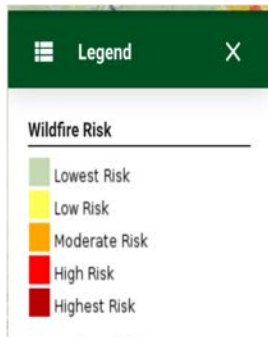 Legend
Wildfire Risk
Lowest Risk
Low Risk
Moderate Risk
High Risk
Highest Risk